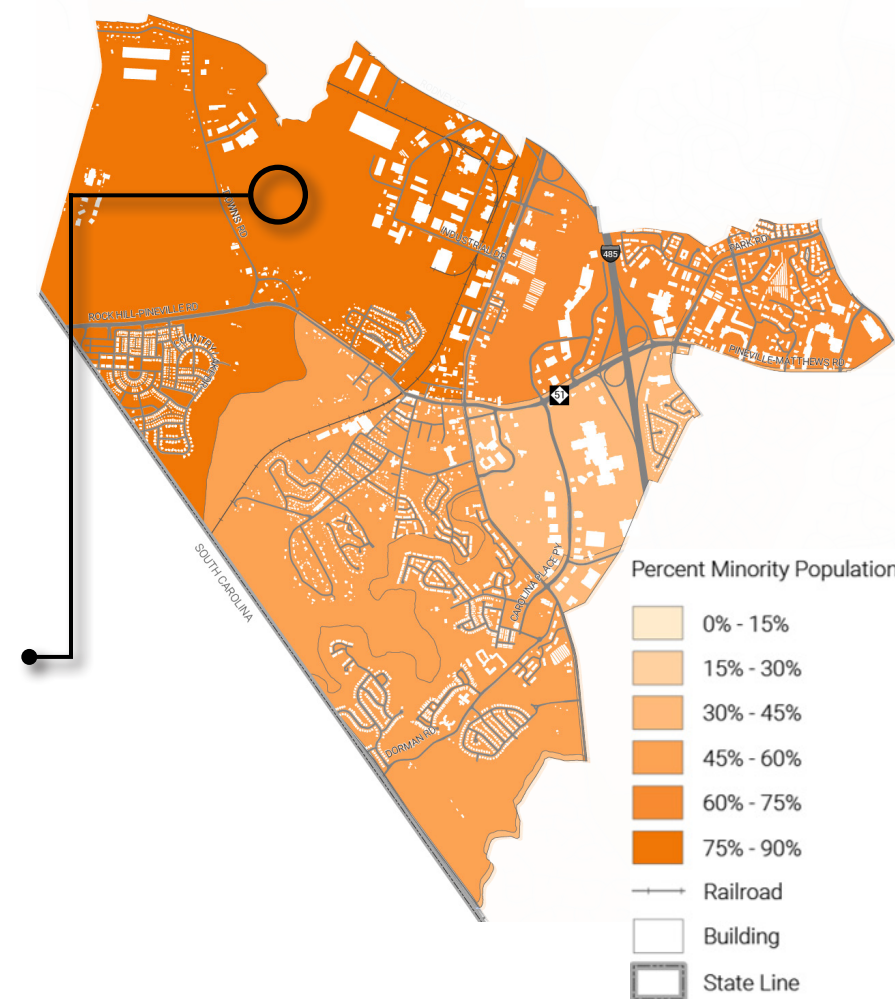 DOWNS RD
INDUSTRIAL DR
485
PARK RD
ROCK HILL-PINEVILLE RD
COUNTRY
PINEVILLE-MATTHEWS RD
51
SOUTH CAROLINA
CAROLINA PLACE PY
DORMAN RD
Percent Minority Population
0% - 15%
15% - 30%
30% - 45%
45% - 60%
60% - 75%
75% - 90%
Railroad
Building
State Line